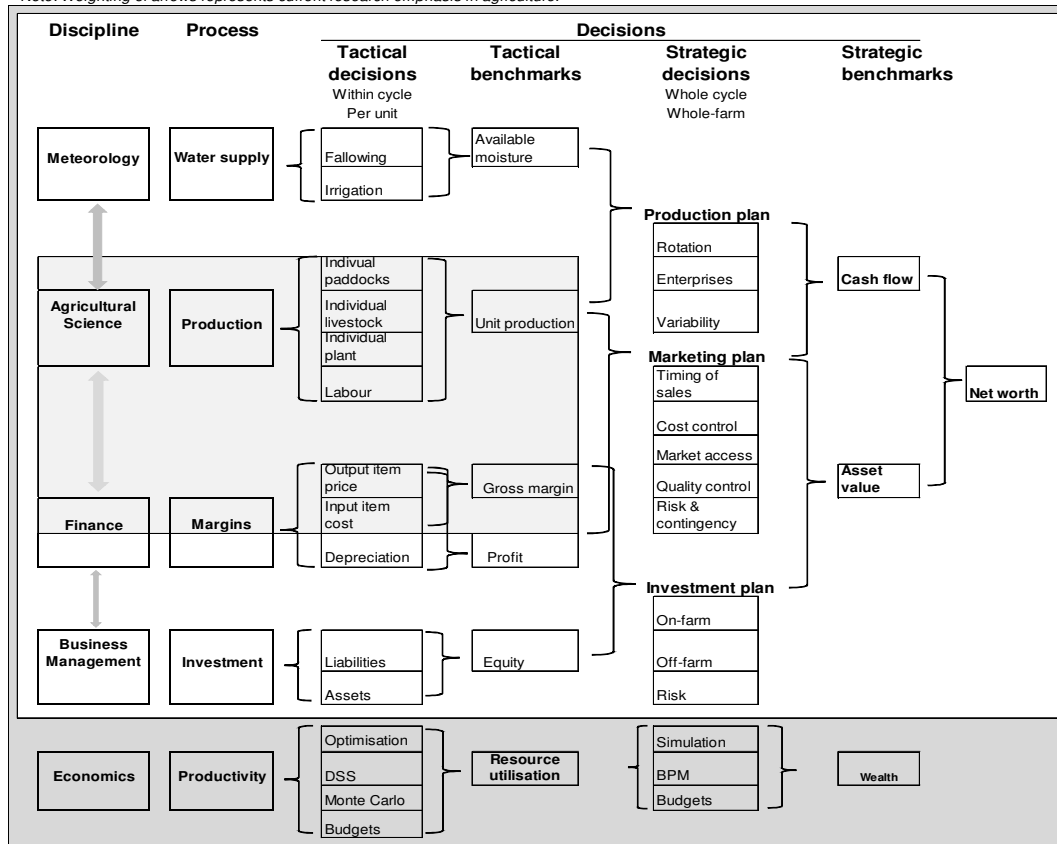 Note: Weighting of arrows represents current research emphasis in agriculture.
Discipline Process Decisions
Tactical decisions
Within cycle
Per unit
Tactical benchmarks
Strategic decisions
Whole cycle
Whole-farm
Strategic benchmarks
Meteorology
Water supply
Fallowing
Irrigation
Available
moisture
Production plan
Rotation
Enterprises
Variability
Agricultural
Science
Production
Indivual
paddocks
Individual
livestock
Individual
plant
Labour
Unit production
Cash flow
Marketing plan
Timing of
sales
Cost control
Market access
Quality control
Risk &
contingency
Net worth
Finance
Margins
Output item
price
Input item
cost
Depreciation
Gross margin
Profit
Asset
value
Investment plan
On-farm
Off-farm
Risk
Business
Management
Investment
Liabilities
Assets
Equity
Economics
Productivity
Optimisation
DSS
Monte Carlo
Budgets
Resource
utilisation
Simulation
BPM
Budgets
Wealth